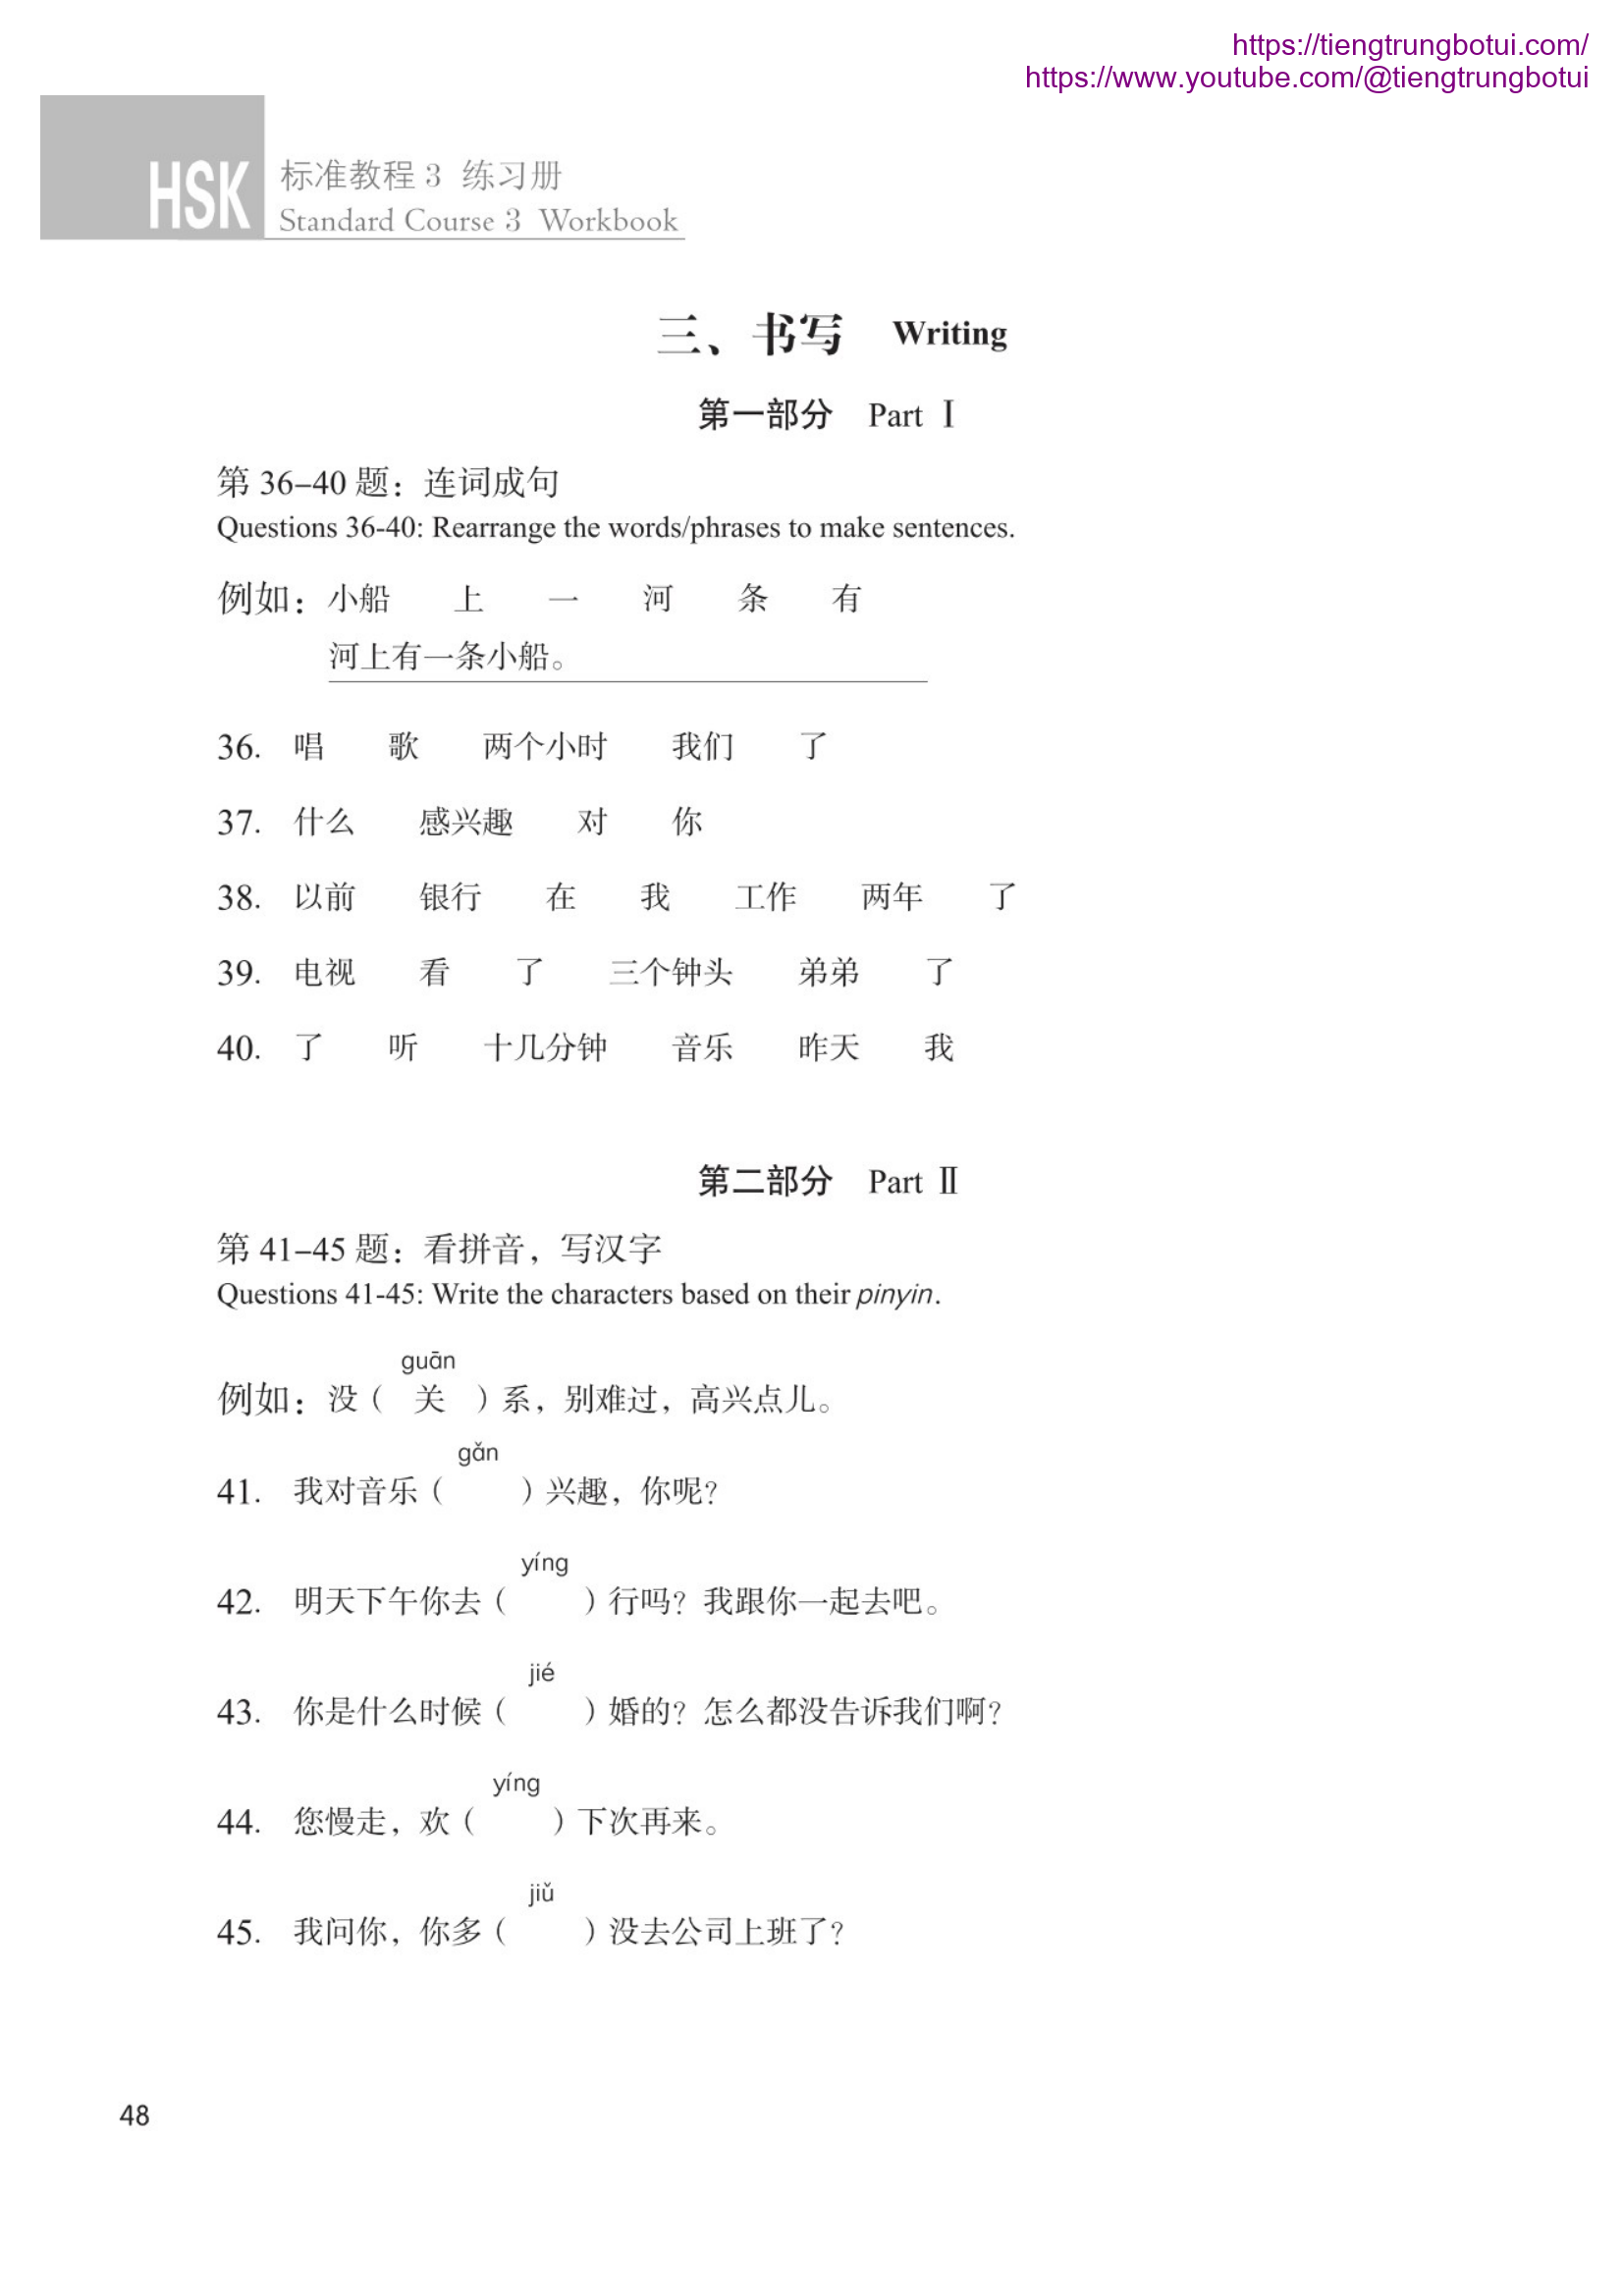 https://tiengtrungbotui.com/
https://www.youtube.com/@tiengtrungbotui
HSK 标准教程 3 练习册
Standard Course 3 Workbook
三、书写 Writing
第一部分 Part Ⅰ
第 36–40 题：连词成句
Questions 36-40: Rearrange the words/phrases to make sentences.
例如：小船 上 一 河 条 有
河上有一条小船。
36. 唱 歌 两个小时 我们 了
37. 什么 感兴趣 对 你
38. 以前 银行 在 我 工作 两年 了
39. 电视 看 了 三个钟头 弟弟 了
40. 了 听 十几分钟 音乐 昨天 我
第二部分 Part Ⅱ
第 41–45 题：看拼音，写汉字
Questions 41-45: Write the characters based on their pinyin.
guān
例如：没（ 关 ）系，别难过，高兴点儿。
gǎn
41. 我对音乐（ ）兴趣，你呢？
yíng
42. 明天下午你去（ ）行吗？我跟你一起去吧。
jié
43. 你是什么时候（ ）婚的？怎么都没告诉我们啊？
yíng
44. 您慢走，欢（ ）下次再来。
jiǔ
45. 我问你，你多（ ）没去公司上班了？
48